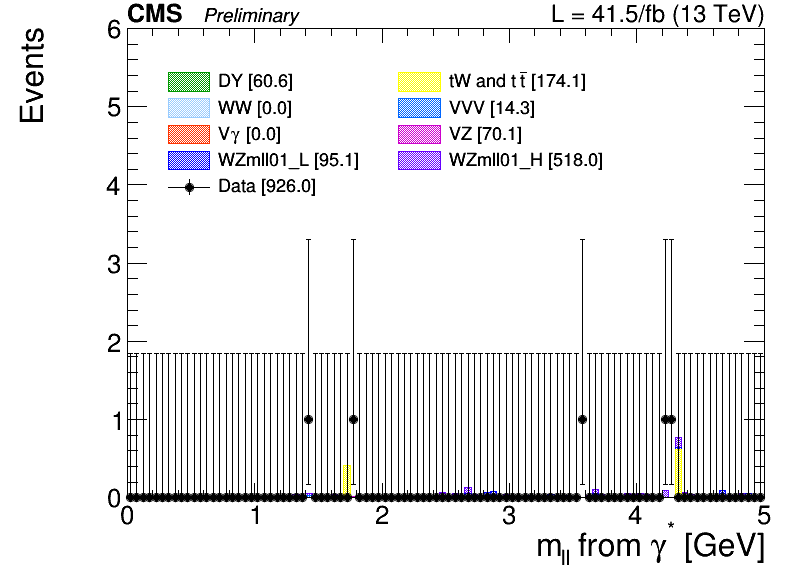 CMS Preliminary L = 41.5/fb (13 TeV)
Events
6
5
4
3
2
1
0
DY [60.6] tW and t t̅ [174.1]
WW [0.0] VVV [14.3]
Vγ [0.0] VZ [70.1]
WZmll01_L [95.1] WZmll01_H [518.0]
Data [926.0]
0 1 2 3 4 5
m_ll from γ* [GeV]